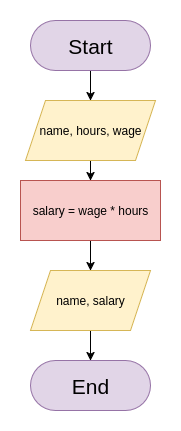 Start
name, hours, wage
salary = wage * hours
name, salary
End